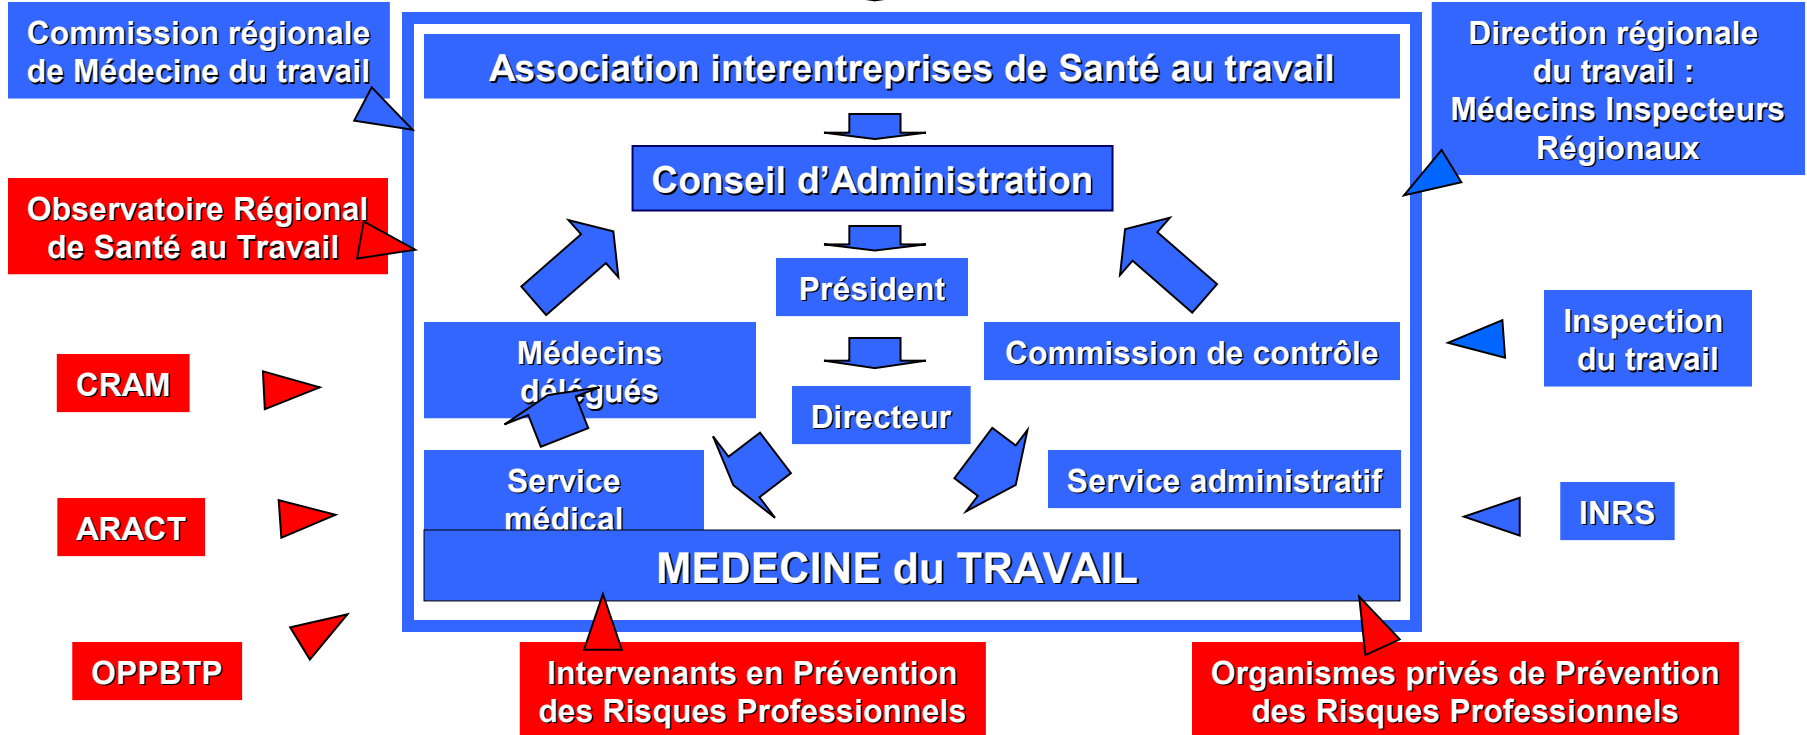 Commission régionale
de Médecine du travail
Association interentreprises de Santé au travail
Direction régionale
du travail :
Médecins Inspecteurs
Régionaux
Conseil d’Administration
Observatoire Régional
de Santé au Travail
Président
Médecins
délégués
Commission de contrôle
Inspection
du travail
CRAM
Directeur
Service
médical
Service administratif
ARACT
INRS
MEDECINE du TRAVAIL
OPPBTP
Intervenants en Prévention
des Risques Professionnels
Organismes privés de Prévention
des Risques Professionnels